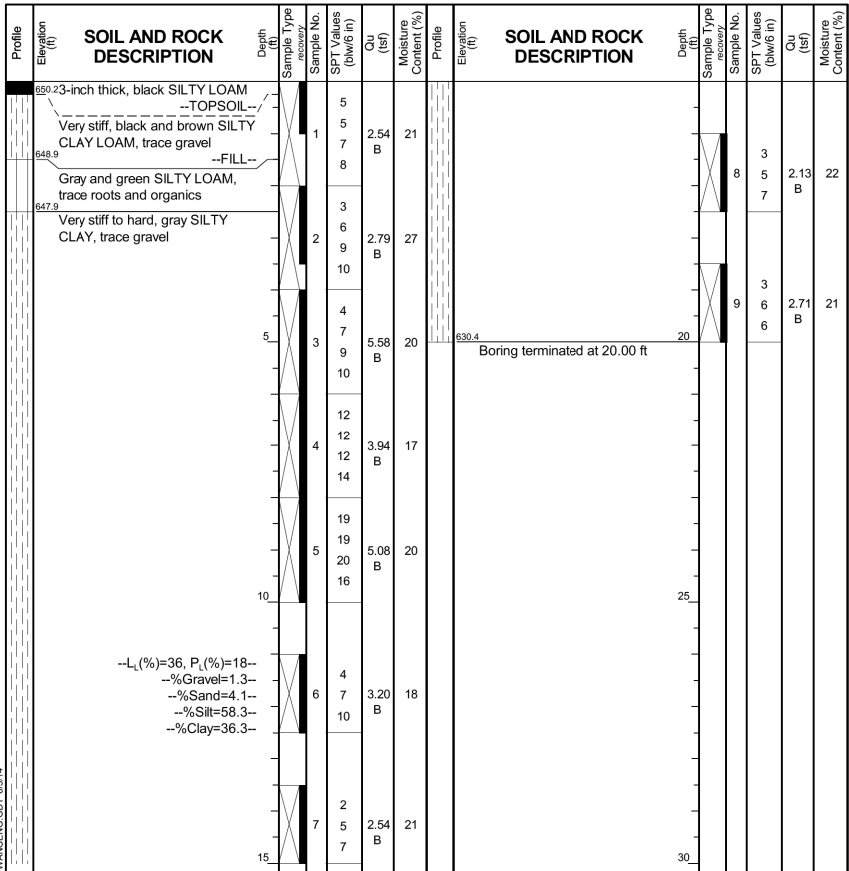 Profile
Elevation (ft)
SOIL AND ROCK DESCRIPTION
Depth (ft)
Sample Type recovery
Sample No.
SPT Values (blw/6 in)
Qu (tsf)
Moisture Content (%)
Profile
Elevation (ft)
SOIL AND ROCK DESCRIPTION
Depth (ft)
Sample Type recovery
Sample No.
SPT Values (blw/6 in)
Qu (tsf)
Moisture Content (%)
650.2 3-inch thick, black SILTY LOAM
--TOPSOIL--
Very stiff, black and brown SILTY
CLAY LOAM, trace gravel
648.9 --FILL--
Gray and green SILTY LOAM,
trace roots and organics
647.9
Very stiff to hard, gray SILTY
CLAY, trace gravel
1
5
5
7
8
2.54
B
21
2
3
6
9
10
2.79
B
27
5
3
4
7
9
10
5.58
B
20
4
12
12
12
14
3.94
B
17
5
19
19
20
16
5.08
B
20
10
--LL(%)=36, PL(%)=18--
--%Gravel=1.3--
--%Sand=4.1--
--%Silt=58.3--
--%Clay=36.3--
6
4
7
10
3.20
B
18
7
2
5
7
2.54
B
21
15
8
3
5
7
2.13
B
22
9
3
6
6
2.71
B
21
630.4
20
Boring terminated at 20.00 ft
25
30